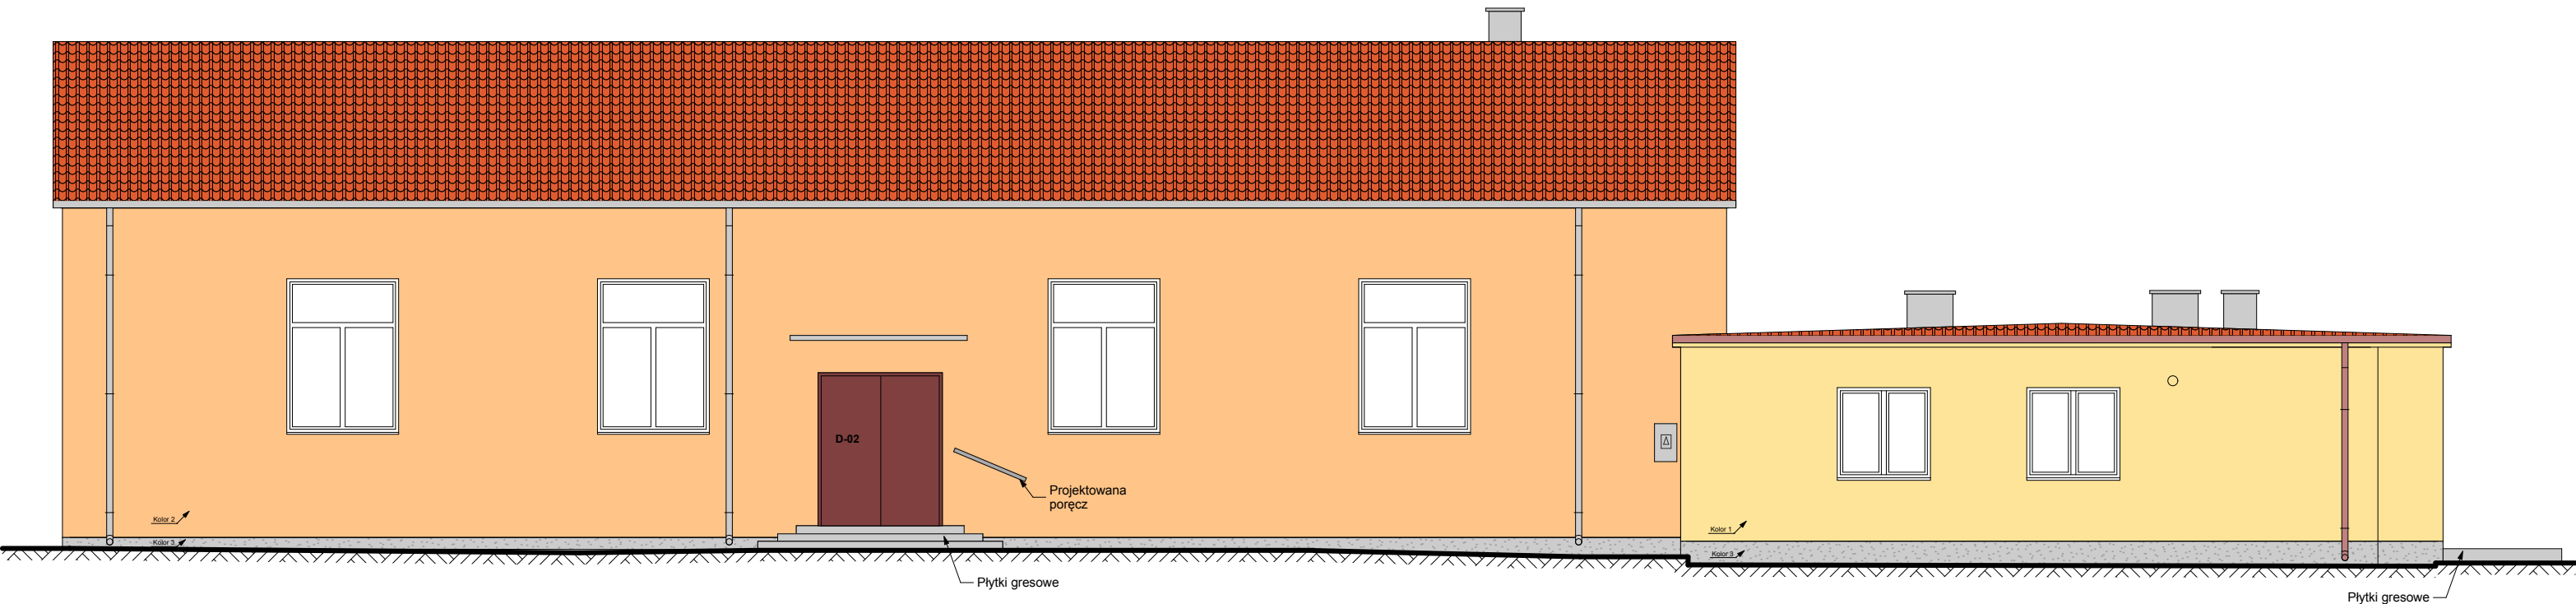 D-02
Projektowana
poręcz
Kolor 2
Kolor 3
Kolor 1
Kolor 3
Płytki gresowe
Płytki gresowe